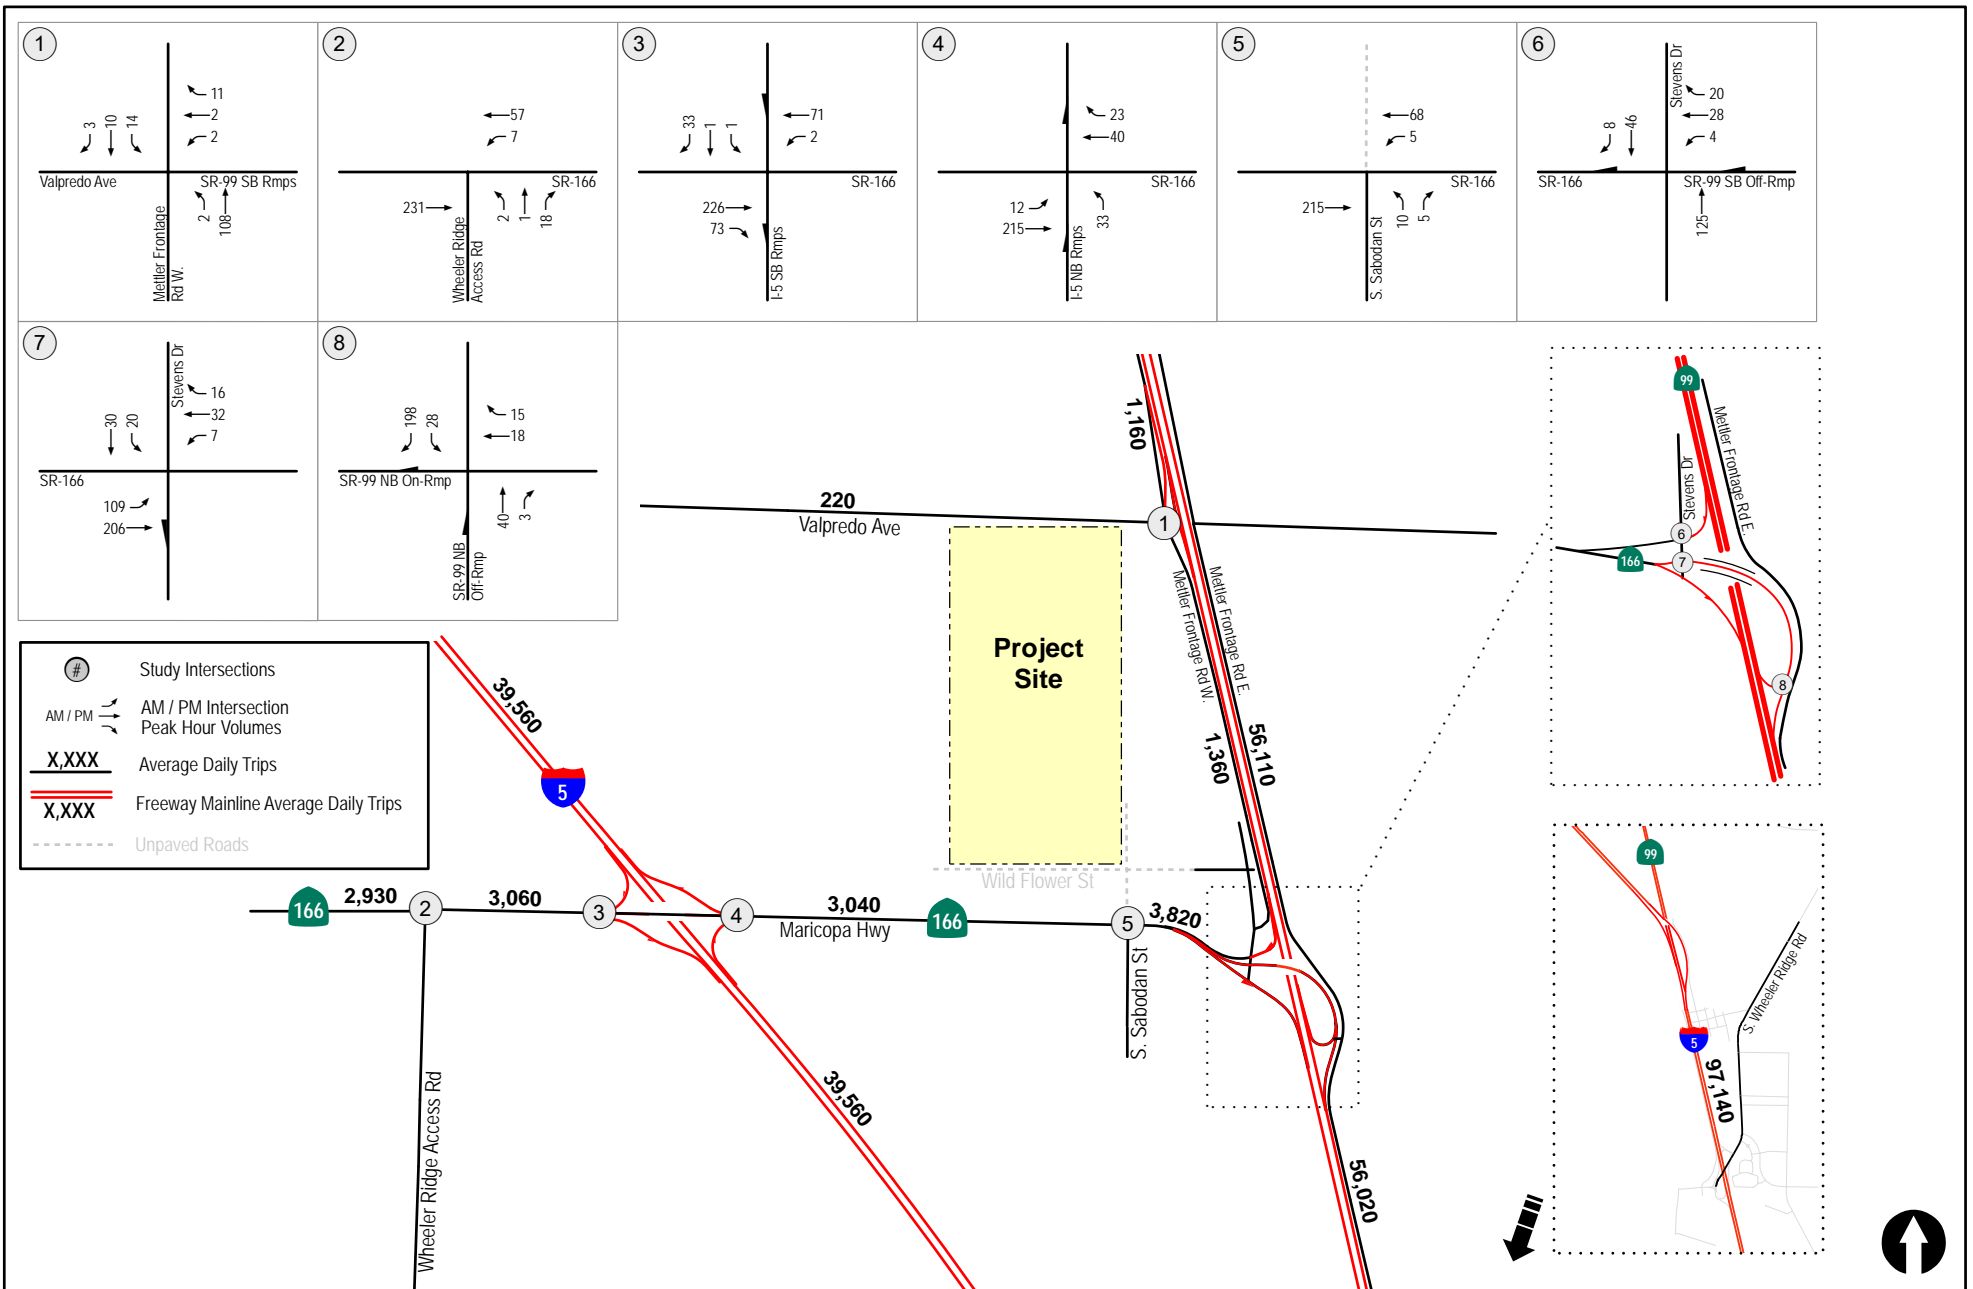 1
3
10
14
11
2
2
Valpredo Ave
SR-99 SB Rmps
2
108
Mettler Frontage
Rd W.
2
57
7
SR-166
231
2
1
18
Wheeler Ridge
Access Rd
3
33
1
1
71
2
SR-166
226
73
I-5 SB Rmps
4
23
40
SR-166
12
215
33
I-5 NB Rmps
5
68
5
SR-166
215
10
5
S. Sabodan St
6
8
46
Stevens Dr
20
28
4
SR-166
SR-99 SB Off-Rmp
125
7
30
20
Stevens Dr
16
32
7
SR-166
109
206
8
198
28
15
18
SR-99 NB On-Rmp
40
3
SR-99 NB
Off-Rmp
# Study Intersections
AM / PM
AM / PM Intersection
Peak Hour Volumes
X,XXX Average Daily Trips
X,XXX Freeway Mainline Average Daily Trips
Unpaved Roads
1,160
220
Valpredo Ave
1
Project
Site
Mettler Frontage Rd W.
Mettler Frontage Rd E.
1,360
56,110
39,560
5
Wild Flower St
166
2,930
2
3,060
3
4
3,040
Maricopa Hwy
166
5
3,820
S. Sabodan St
Wheeler Ridge Access Rd
39,560
56,020
99
Mettler Frontage Rd E.
Stevens Dr
6
166
7
8
99
S. Wheeler Ridge Rd
5
97,140